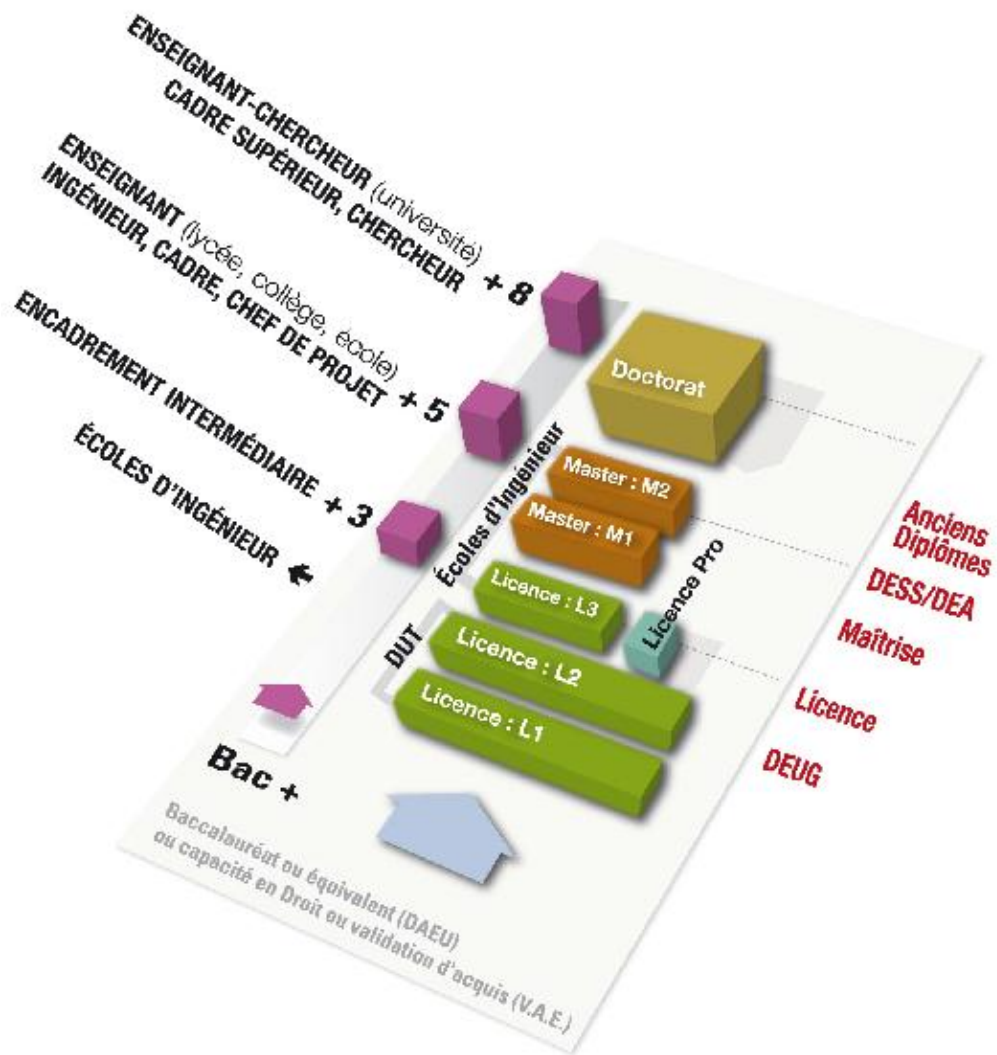 ENSEIGNANT-CHERCHEUR (université)
CADRE SUPÉRIEUR, CHERCHEUR + 8
ENSEIGNANT (lycée, collège, école)
INGÉNIEUR, CADRE, CHEF DE PROJET + 5
ENCADREMENT INTERMÉDIAIRE + 3
ÉCOLES D'INGÉNIEUR
Doctorat
Master : M2
Master : M1
Écoles d'Ingénieur
Licence : L3
Licence Pro
Licence : L2
DUT
Licence : L1
Anciens
Diplômes
DESS/DEA
Maîtrise
Licence
DEUG
Bac +
Baccalauréat ou équivalent (DAEU)
ou capacité en Droit ou validation d'acquis (V.A.E.)